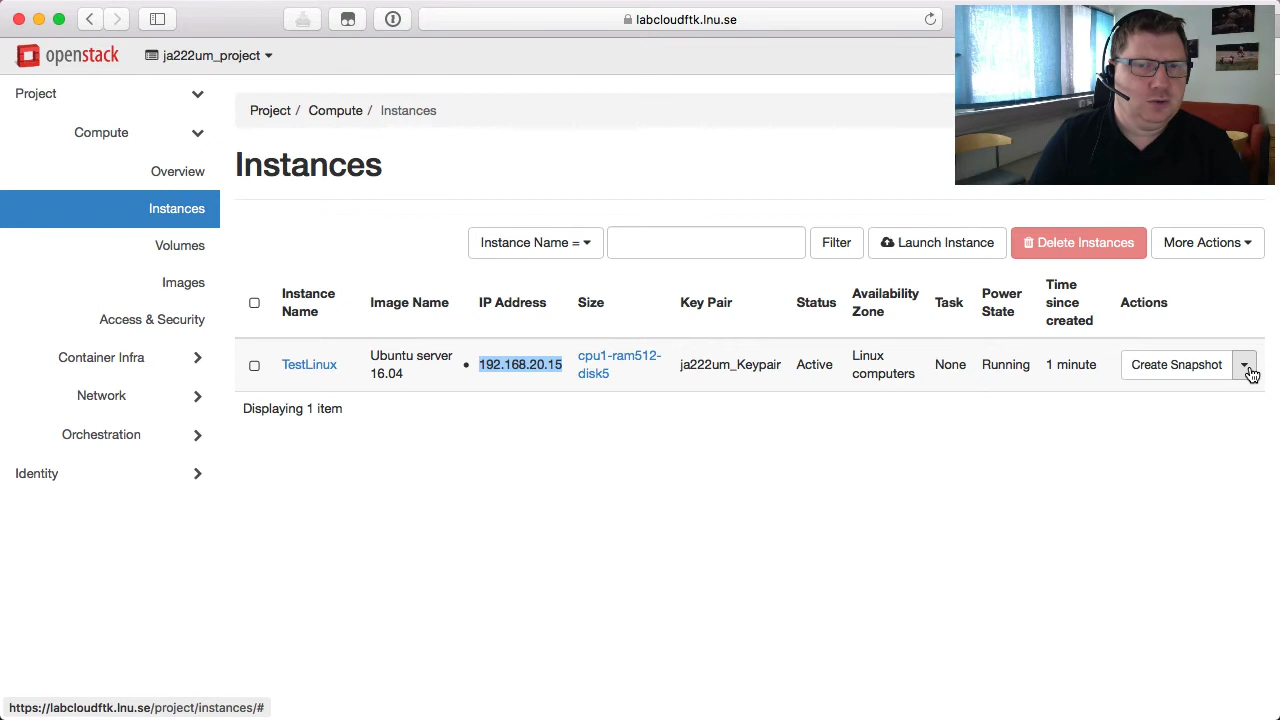 labcloudftk.lnu.se
openstack
ja222um_project
Project
Compute
Overview
Instances
Volumes
Images
Access & Security
Container Infra
Network
Orchestration
Identity
Project / Compute / Instances
Instances
Instance Name =
Filter
Launch Instance
Delete Instances
More Actions
Instance
Name
Image Name
IP Address
Size
Key Pair
Status
Availability
Zone
Task
Power
State
Time
since
created
Actions
TestLinux
Ubuntu server
16.04
• 192.168.20.15
cpu1-ram512-
disk5
ja222um_Keypair
Active
Linux
computers
None
Running
1 minute
Create Snapshot
Displaying 1 item
https://labcloudftk.lnu.se/project/instances/#